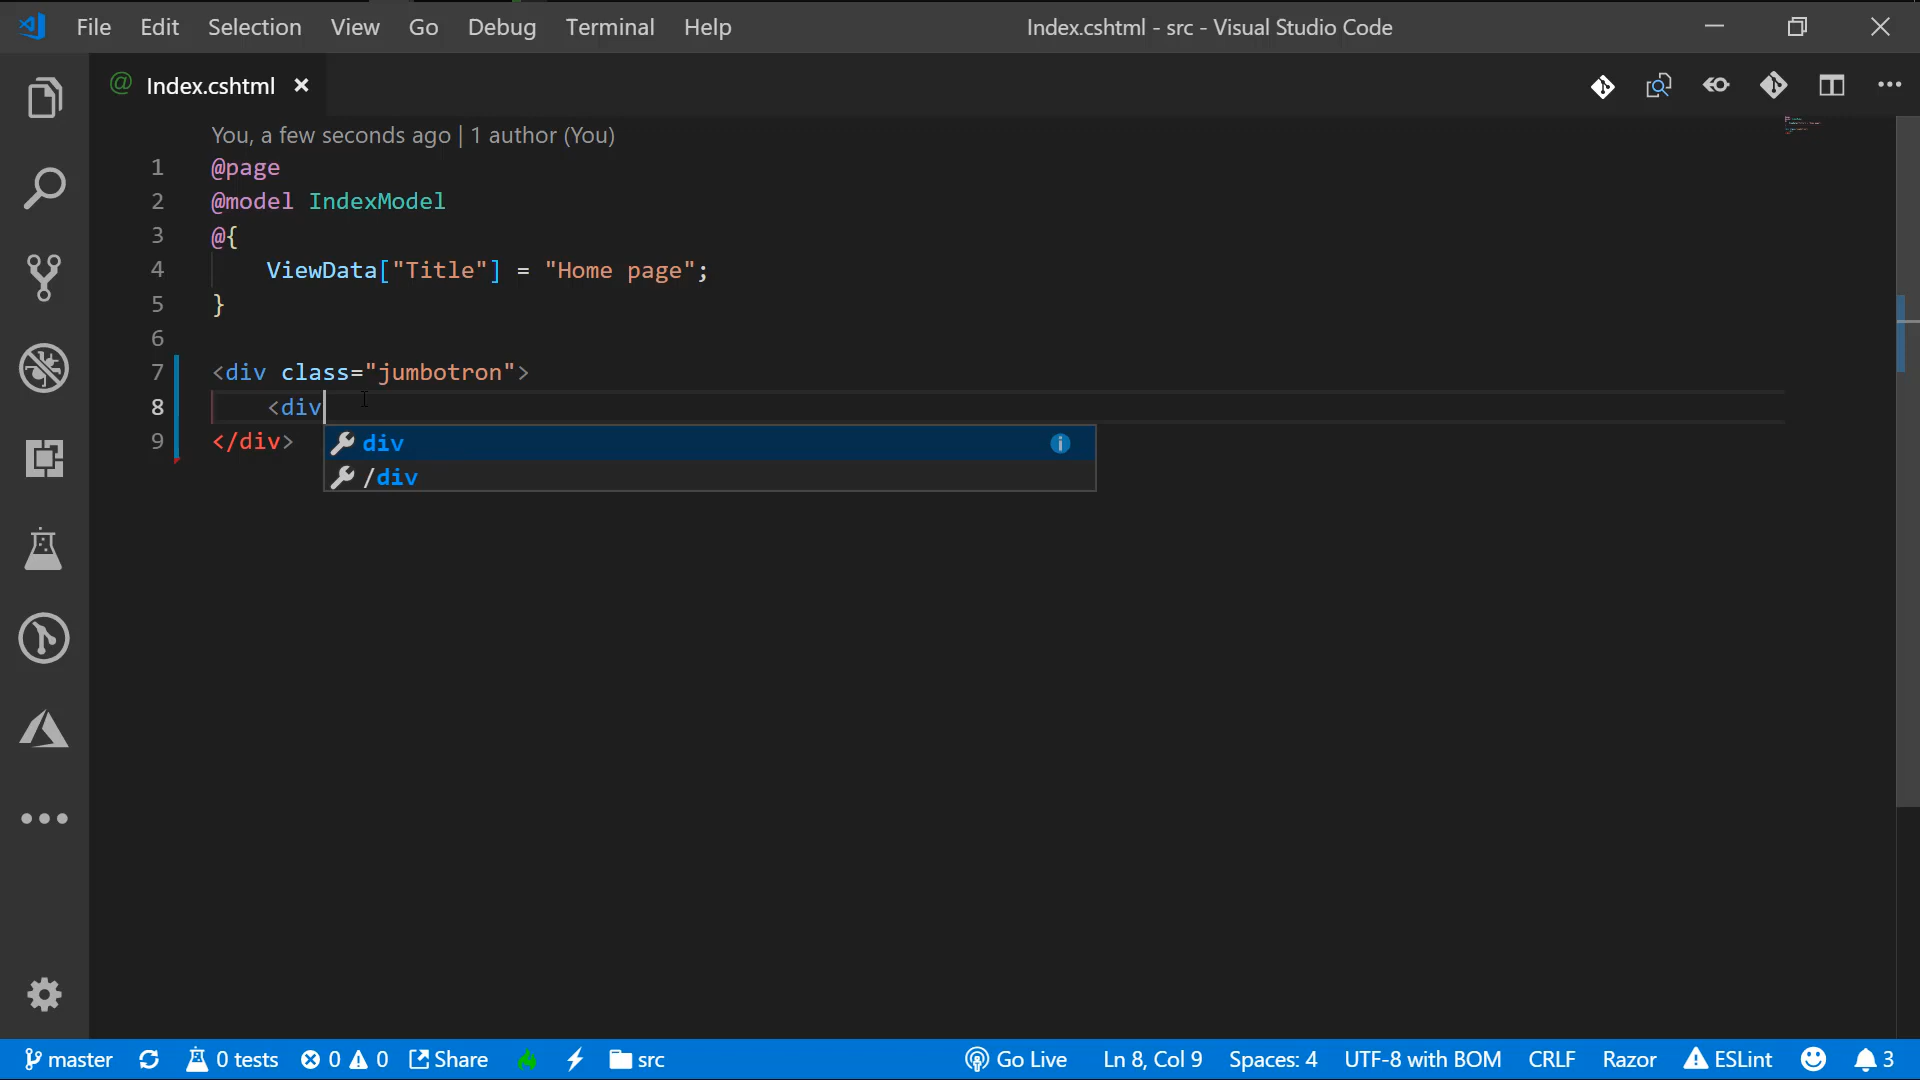 File Edit Selection View Go Debug Terminal Help Index.cshtml - src - Visual Studio Code
@ Index.cshtml ×
You, a few seconds ago | 1 author (You)
1 @page
2 @model IndexModel
3 @{
4     ViewData["Title"] = "Home page";
5 }
6
7 <div class="jumbotron">
8     <div
9 </div>
div
/div
master 0 tests 0 0 Share src Go Live Ln 8, Col 9 Spaces: 4 UTF-8 with BOM CRLF Razor ESLint 3